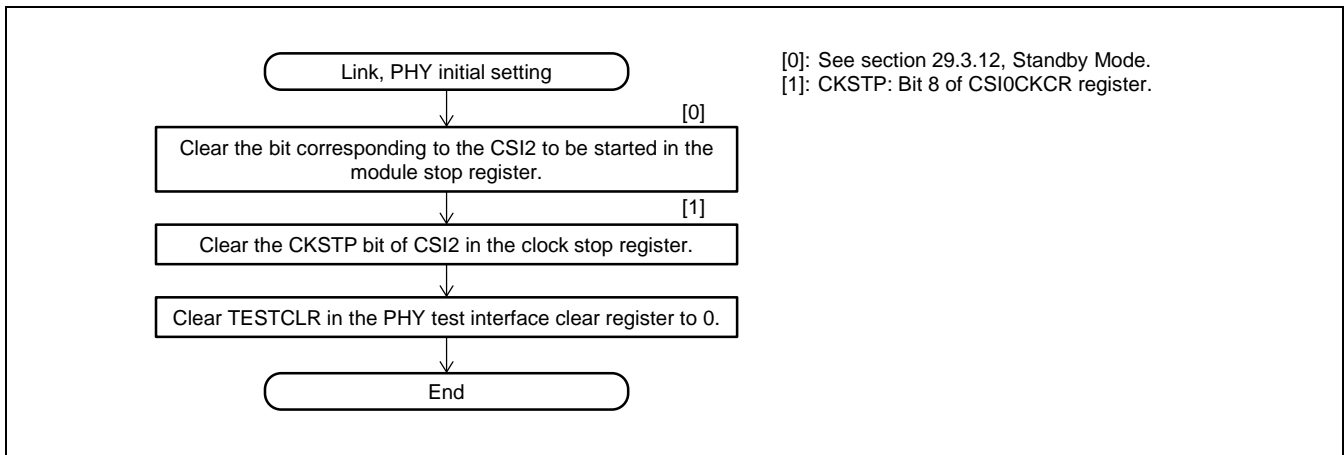 Link, PHY initial setting
[0]: See section 29.3.12, Standby Mode.
[1]: CKSTP: Bit 8 of CSI0CKCR register.
[0]
Clear the bit corresponding to the CSI2 to be started in the
module stop register.
[1]
Clear the CKSTP bit of CSI2 in the clock stop register.
Clear TESTCLR in the PHY test interface clear register to 0.
End